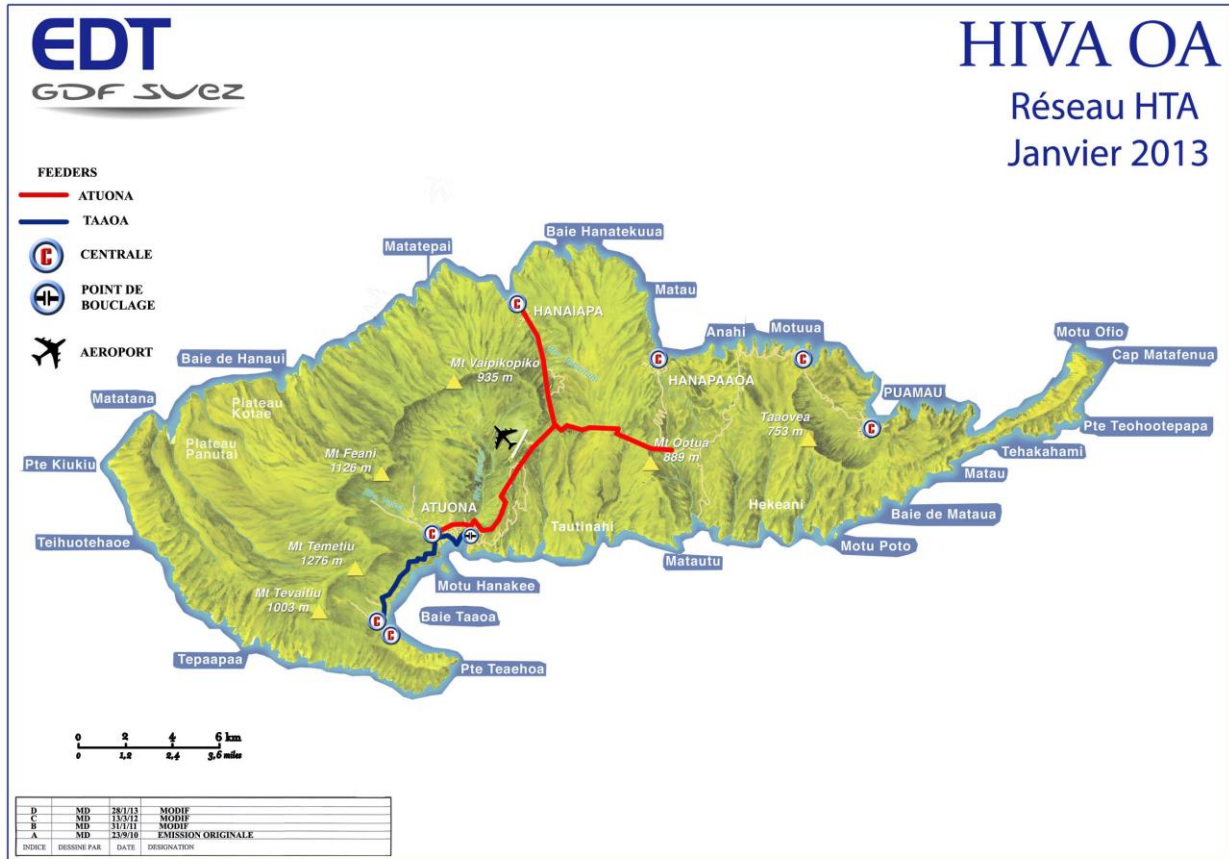 EDT
GDF SUEZ
HIVA OA
Réseau HTA
Janvier 2013
FEEDERS
ATUONA
TAAOA
C CENTRALE
POINT DE
BOUCLAGE
AEROPORT
Baie Hanatekuua
Matatepai
Matau
HANAIAPA
Anahi
Motuua
Motu Ofio
Cap Matafenua
Baie de Hanaui
Mt Vaipikopiko
935 m
HANAPAAOA
PUAMAU
Matatana
Plateau
Kotae
Plateau
Panutai
Taaovea
753 m
Pte Teohootepapa
Tehakahami
Mt Ootua
889 m
Pte Kiukiu
Mt Feani
1126 m
Matau
ATUONA
Hekeani
Baie de Mataua
Tautinahi
Teihuotehaoe
Motu Poto
Mt Temetiu
1276 m
Matautu
Motu Hanakee
Mt Tevaitiu
1003 m
Baie Taaoa
Tepaapaa
Pte Teaehoa
0 2 4 6 km
0 1,2 2,4 3,6 miles
D MD 28/1/13 MODIF
C MD 13/3/12 MODIF
B MD 31/1/11 MODIF
A MD 23/9/10 EMISSION ORIGINALE
INDICE DESSINE PAR DATE DESIGNATION